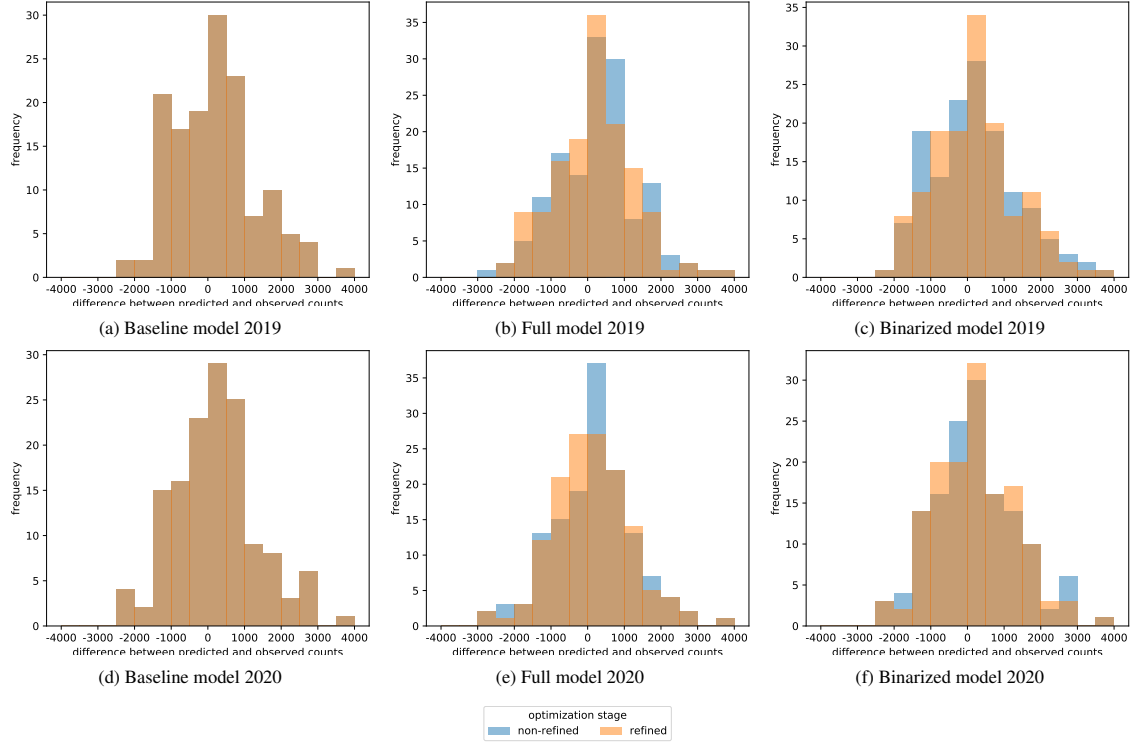 30
25
20
15
10
5
0
frequency
-4000 -3000 -2000 -1000 0 1000 2000 3000 4000
difference between predicted and observed counts
(a) Baseline model 2019
35
30
25
20
15
10
5
0
frequency
-4000 -3000 -2000 -1000 0 1000 2000 3000 4000
difference between predicted and observed counts
(b) Full model 2019
35
30
25
20
15
10
5
0
frequency
-4000 -3000 -2000 -1000 0 1000 2000 3000 4000
difference between predicted and observed counts
(c) Binarized model 2019
30
25
20
15
10
5
0
frequency
-4000 -3000 -2000 -1000 0 1000 2000 3000 4000
difference between predicted and observed counts
(d) Baseline model 2020
35
30
25
20
15
10
5
0
frequency
-4000 -3000 -2000 -1000 0 1000 2000 3000 4000
difference between predicted and observed counts
(e) Full model 2020
30
25
20
15
10
5
0
frequency
-4000 -3000 -2000 -1000 0 1000 2000 3000 4000
difference between predicted and observed counts
(f) Binarized model 2020
optimization stage
non-refined refined